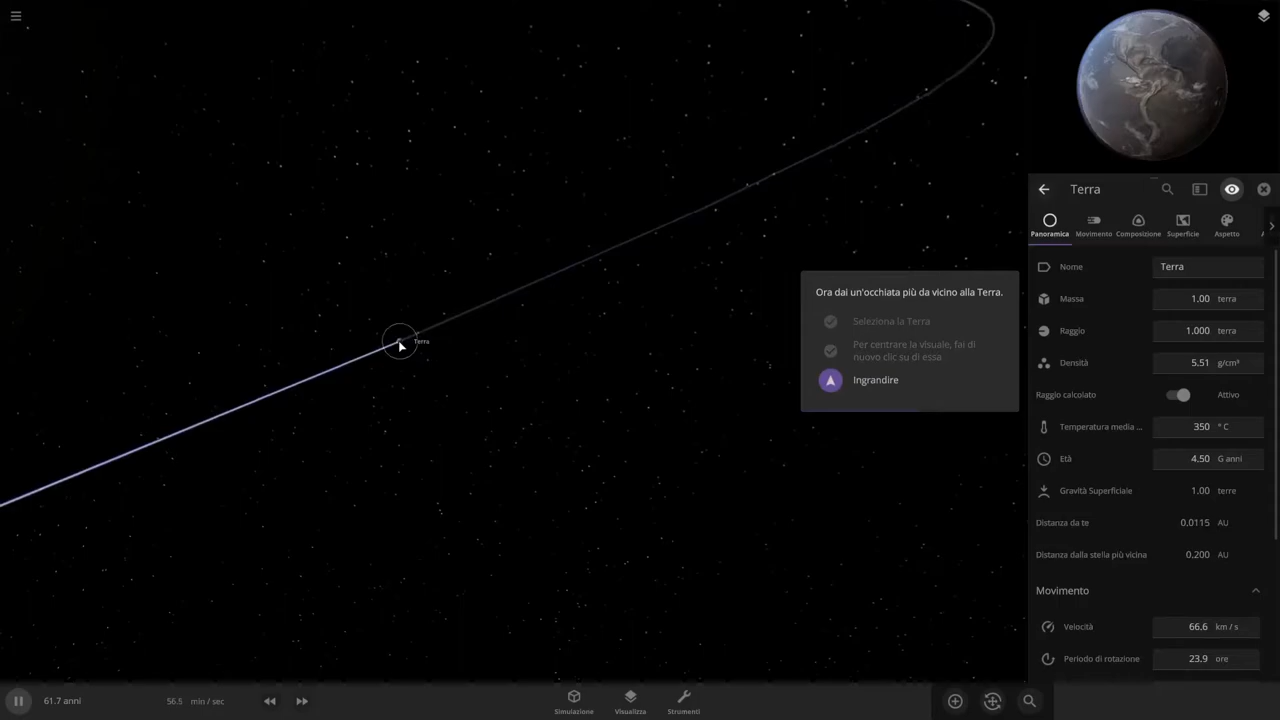 Terra
Panoramica Movimento Composizione Superficie Aspetto
Nome Terra
Massa 1.00 terra
Raggio 1.000 terra
Densità 5.51 g/cm³
Raggio calcolato Attivo
Temperatura media ... 350 ° C
Età 4.50 G anni
Gravità Superficiale 1.00 terre
Distanza da te 0.0115 AU
Distanza dalla stella più vicina 0.200 AU
Movimento
Velocità 66.6 km / s
Periodo di rotazione 23.9 ore
Ora dai un'occhiata più da vicino alla Terra.
Seleziona la Terra
Per centrare la visuale, fai di
nuovo clic su di essa
Ingrandire
Terra
61.7 anni 56.5 min / sec
Simulazione Visualizza Strumenti